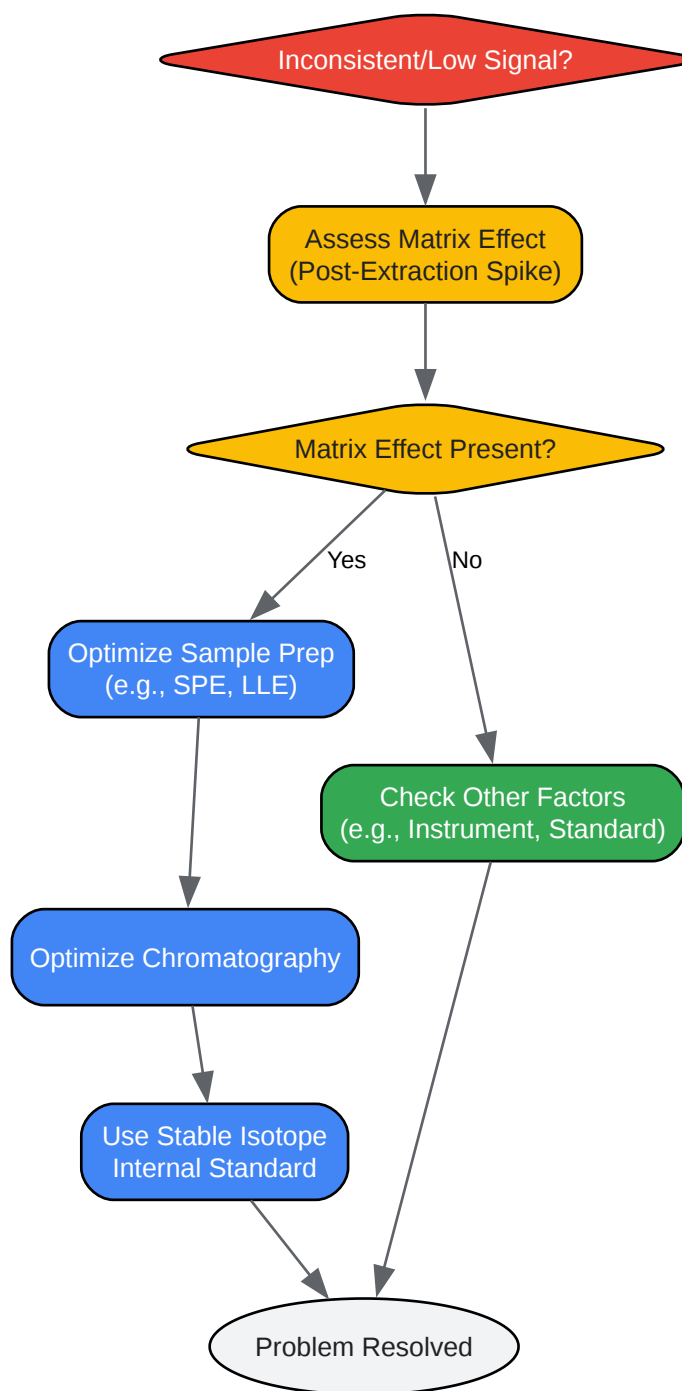 Inconsistent/Low Signal?
Assess Matrix Effect
(Post-Extraction Spike)
Matrix Effect Present?
Yes
No
Optimize Sample Prep
(e.g., SPE, LLE)
Check Other Factors
(e.g., Instrument, Standard)
Optimize Chromatography
Use Stable Isotope
Internal Standard
Problem Resolved